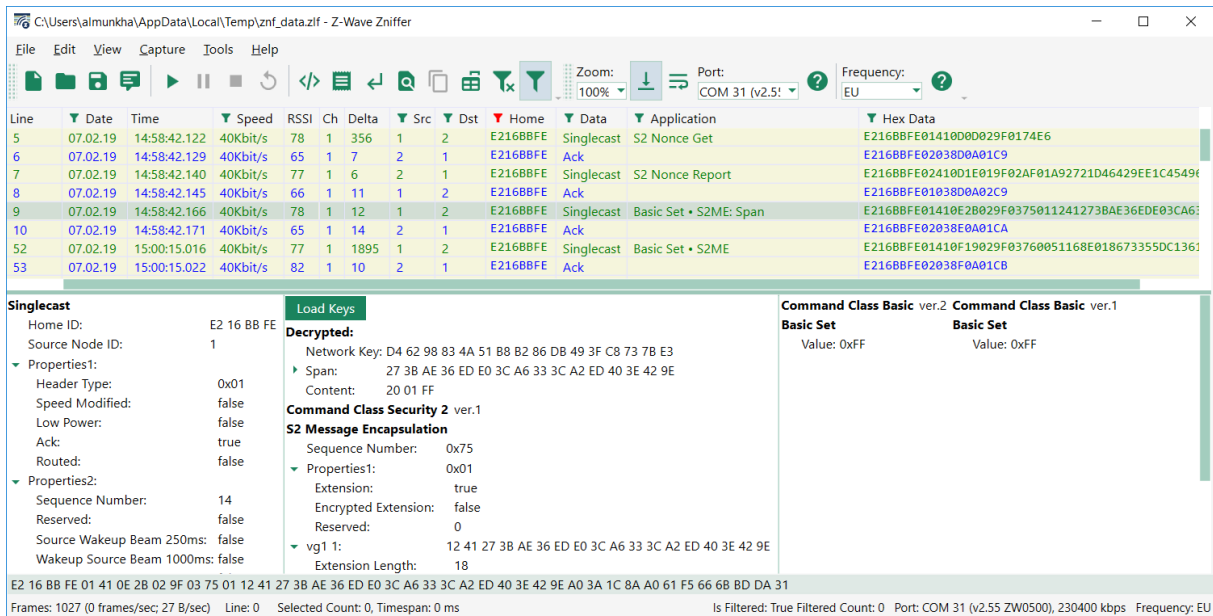 C:\Users\almunkha\AppData\Local\Temp\znf_data.zlf - Z-Wave Zniffer
File Edit View Capture Tools Help
Zoom: Port: Frequency:
100% COM 31 (v2.5! EU
Line Date Time Speed RSSI Ch Delta Src Dst Home Data Application Hex Data
5 07.02.19 14:58:42.122 40Kbit/s 78 1 356 1 2 E216BBFE Singlecast S2 Nonce Get E216BBFE01410D0D029F0174E6
6 07.02.19 14:58:42.129 40Kbit/s 65 1 7 2 1 E216BBFE Ack E216BBFE02038D0A01C9
7 07.02.19 14:58:42.140 40Kbit/s 77 1 6 2 1 E216BBFE Singlecast S2 Nonce Report E216BBFE02410D1E019F02AF01A92721D46429EE1C45496
8 07.02.19 14:58:42.145 40Kbit/s 66 1 11 1 2 E216BBFE Ack E216BBFE01038D0A02C9
9 07.02.19 14:58:42.166 40Kbit/s 78 1 12 1 2 E216BBFE Singlecast Basic Set • S2ME: Span E216BBFE01410E2B029F0375011241273BAE36EDE03CA63
10 07.02.19 14:58:42.171 40Kbit/s 65 1 14 2 1 E216BBFE Ack E216BBFE02038E0A01CA
52 07.02.19 15:00:15.016 40Kbit/s 77 1 1895 1 2 E216BBFE Singlecast Basic Set • S2ME E216BBFE01410F19029F03760051168E018673355DC1361
53 07.02.19 15:00:15.022 40Kbit/s 82 1 10 2 1 E216BBFE Ack E216BBFE02038F0A01CB
Singlecast
Home ID: E2 16 BB FE
Source Node ID: 1
Properties1:
Header Type: 0x01
Speed Modified: false
Low Power: false
Ack: true
Routed: false
Properties2:
Sequence Number: 14
Reserved: false
Source Wakeup Beam 250ms: false
Wakeup Source Beam 1000ms: false
Load Keys
Decrypted:
Network Key: D4 62 98 83 4A 51 B8 B2 86 DB 49 3F C8 73 7B E3
Span: 27 3B AE 36 ED E0 3C A6 33 3C A2 ED 40 3E 42 9E
Content: 20 01 FF
Command Class Security 2 ver.1
S2 Message Encapsulation
Sequence Number: 0x75
Properties1: 0x01
Extension: true
Encrypted Extension: false
Reserved: 0
vg1 1: 12 41 27 3B AE 36 ED E0 3C A6 33 3C A2 ED 40 3E 42 9E
Extension Length: 18
Command Class Basic ver.2 Command Class Basic ver.1
Basic Set Basic Set
Value: 0xFF Value: 0xFF
E2 16 BB FE 01 41 0E 2B 02 9F 03 75 01 12 41 27 3B AE 36 ED E0 3C A6 33 3C A2 ED 40 3E 42 9E A0 3A 1C 8A A0 61 F5 66 6B BD DA 31
Frames: 1027 (0 frames/sec; 27 B/sec) Line: 0 Selected Count: 0, Timespan: 0 ms Is Filtered: True Filtered Count: 0 Port: COM 31 (v2.55 ZW0500), 230400 kbps Frequency: EU